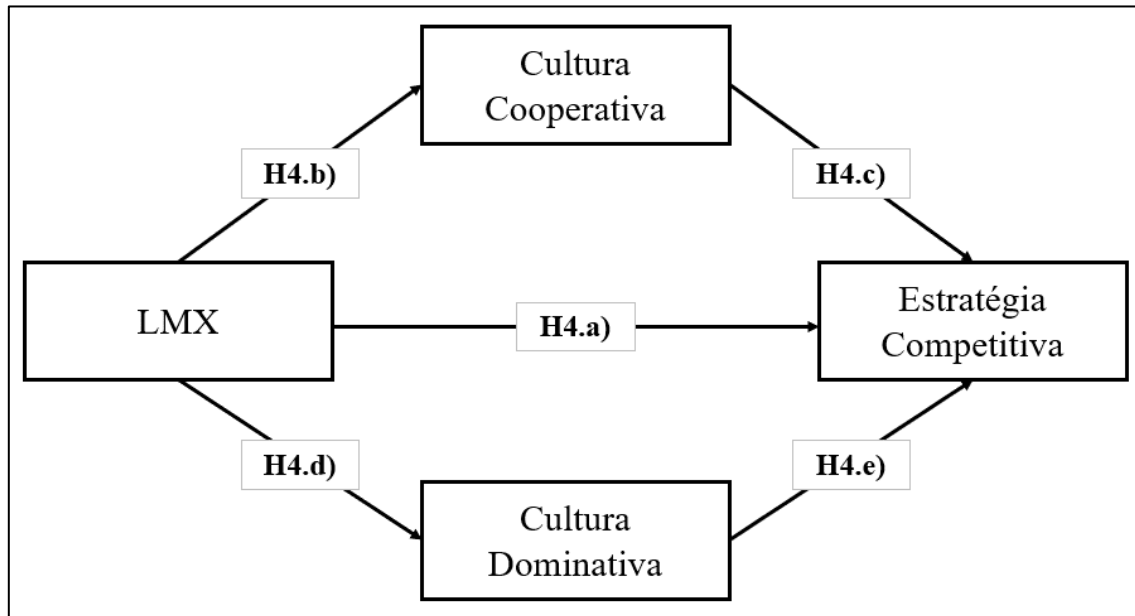 Cultura
Cooperativa
H4.b)
H4.c)
LMX
H4.a)
Estratégia
Competitiva
H4.d)
H4.e)
Cultura
Dominativa